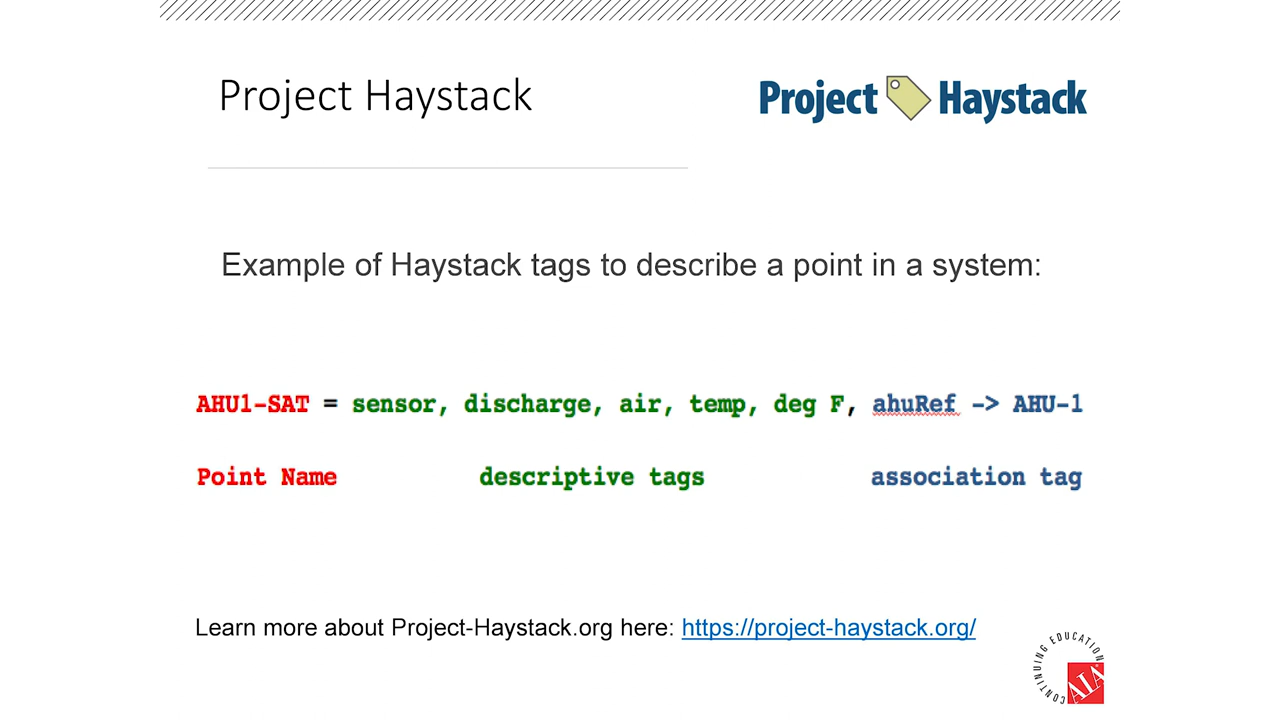 Project Haystack
Project Haystack
Example of Haystack tags to describe a point in a system:
AHU1-SAT = sensor, discharge, air, temp, deg F, ahuRef -> AHU-1
Point Name descriptive tags association tag
Learn more about Project-Haystack.org here: https://project-haystack.org/
CONTINUING EDUCATION
AIA